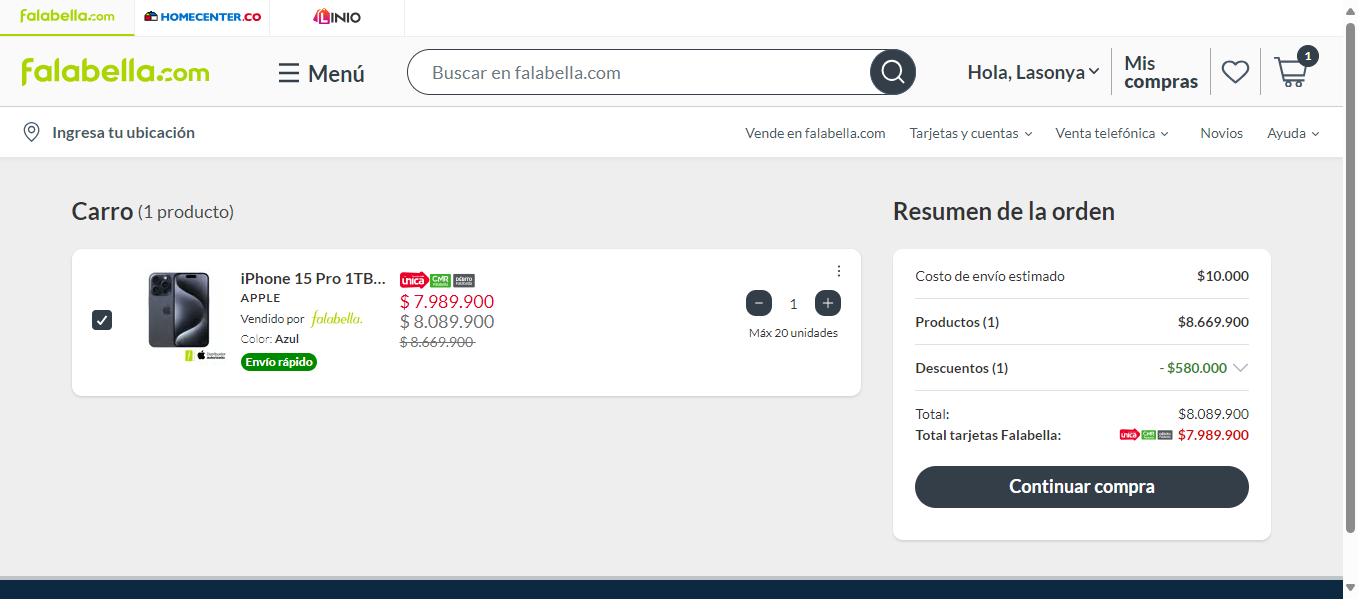 falabella.com
HOMECENTER.CO
LINIO
falabella.com
Menú
Buscar en falabella.com
Hola, Lasonya
Mis
compras
1
Ingresa tu ubicación
Vende en falabella.com
Tarjetas y cuentas
Venta telefónica
Novios
Ayuda
Carro (1 producto)
iPhone 15 Pro 1TB...
APPLE
Vendido por falabella.
Color: Azul
Envío rápido
única CMR DÉBITO
$ 7.989.900
$ 8.089.900
$ 8.669.900
− 1 +
Máx 20 unidades
Resumen de la orden
Costo de envío estimado $10.000
Productos (1) $8.669.900
Descuentos (1) - $580.000
Total: $8.089.900
Total tarjetas Falabella: única CMR $7.989.900
Continuar compra